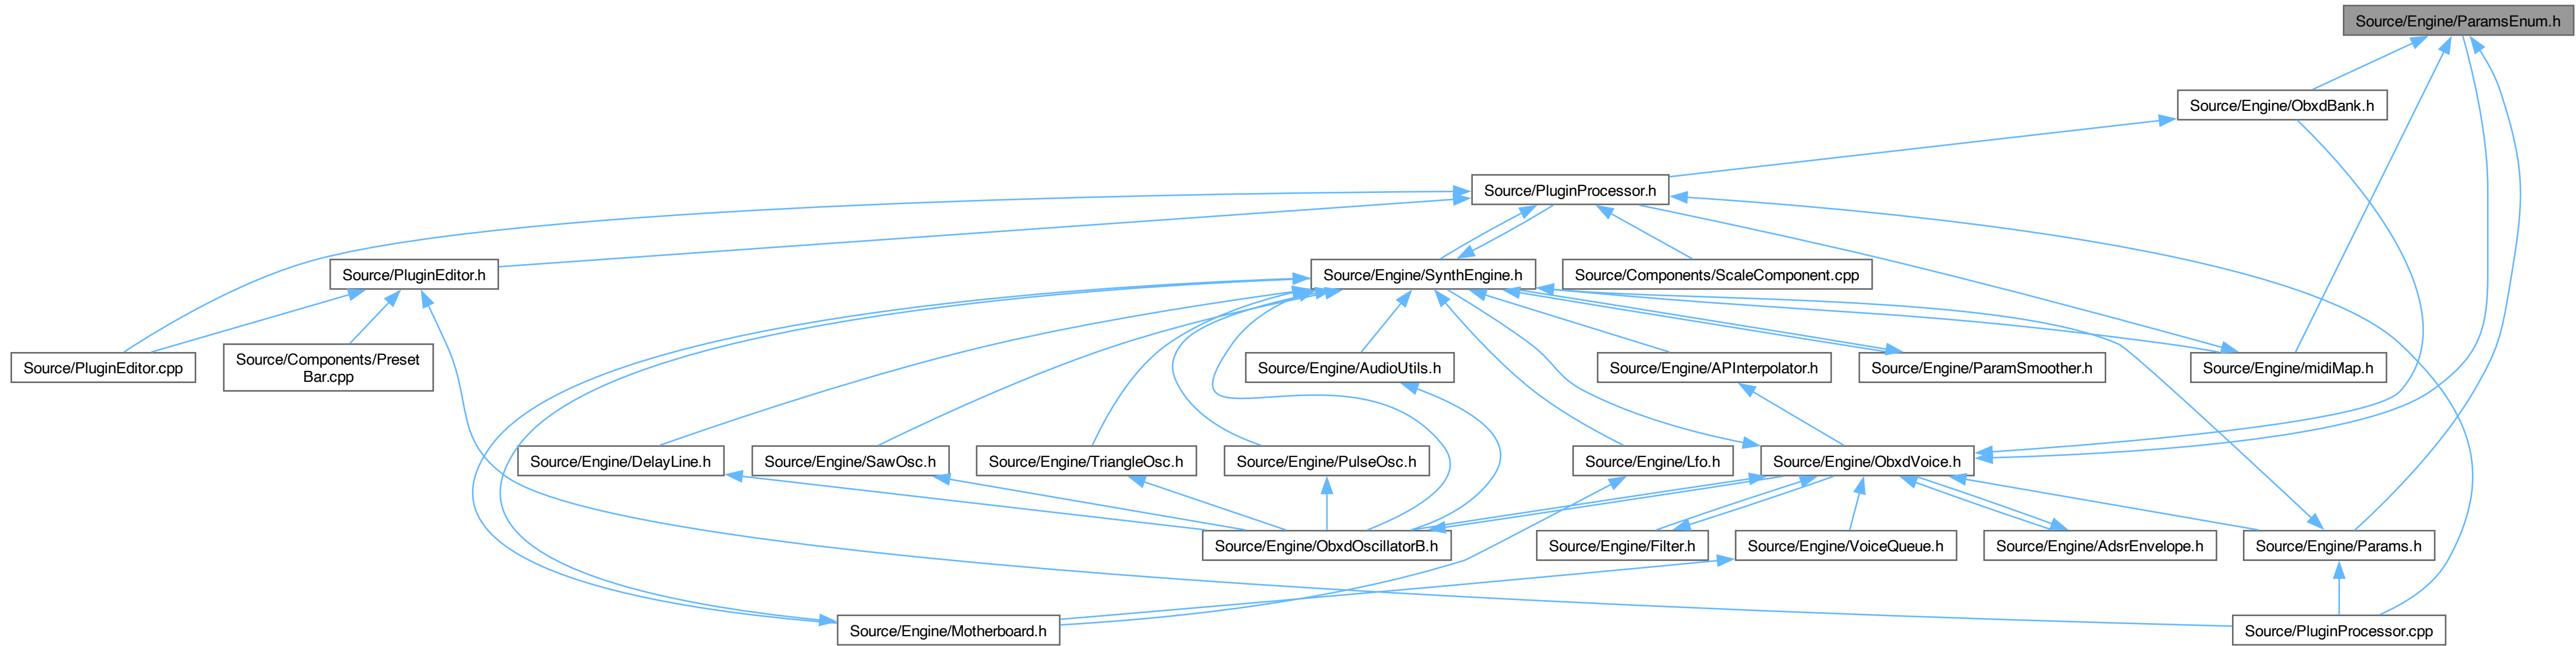 Source/Engine/ParamsEnum.h
Source/Engine/ObxdBank.h
Source/PluginProcessor.h
Source/PluginEditor.h
Source/Engine/SynthEngine.h
Source/Components/ScaleComponent.cpp
Source/PluginEditor.cpp
Source/Components/Preset
Bar.cpp
Source/Engine/AudioUtils.h
Source/Engine/APInterpolator.h
Source/Engine/ParamSmoother.h
Source/Engine/midiMap.h
Source/Engine/DelayLine.h
Source/Engine/SawOsc.h
Source/Engine/TriangleOsc.h
Source/Engine/PulseOsc.h
Source/Engine/Lfo.h
Source/Engine/ObxdVoice.h
Source/Engine/ObxdOscillatorB.h
Source/Engine/Filter.h
Source/Engine/VoiceQueue.h
Source/Engine/AdsrEnvelope.h
Source/Engine/Params.h
Source/Engine/Motherboard.h
Source/PluginProcessor.cpp